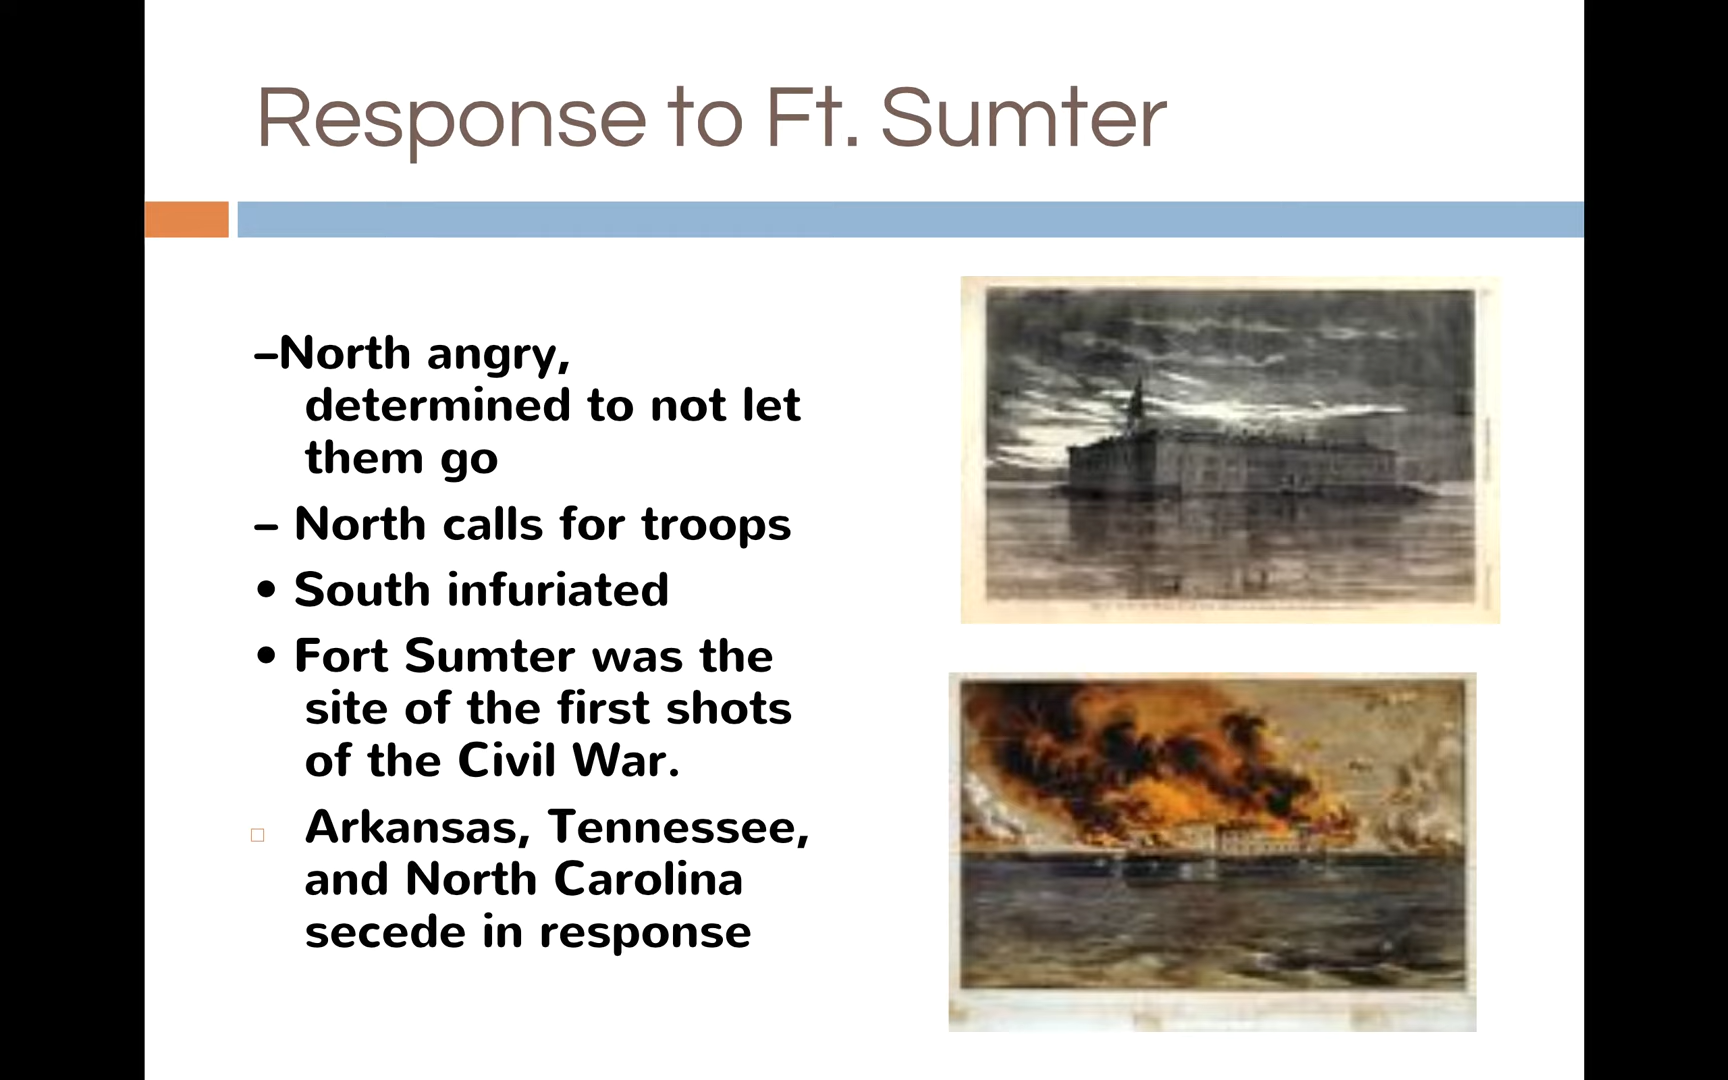 Response to Ft. Sumter
–North angry,
determined to not let
them go
– North calls for troops
• South infuriated
• Fort Sumter was the
site of the first shots
of the Civil War.
Arkansas, Tennessee,
and North Carolina
secede in response